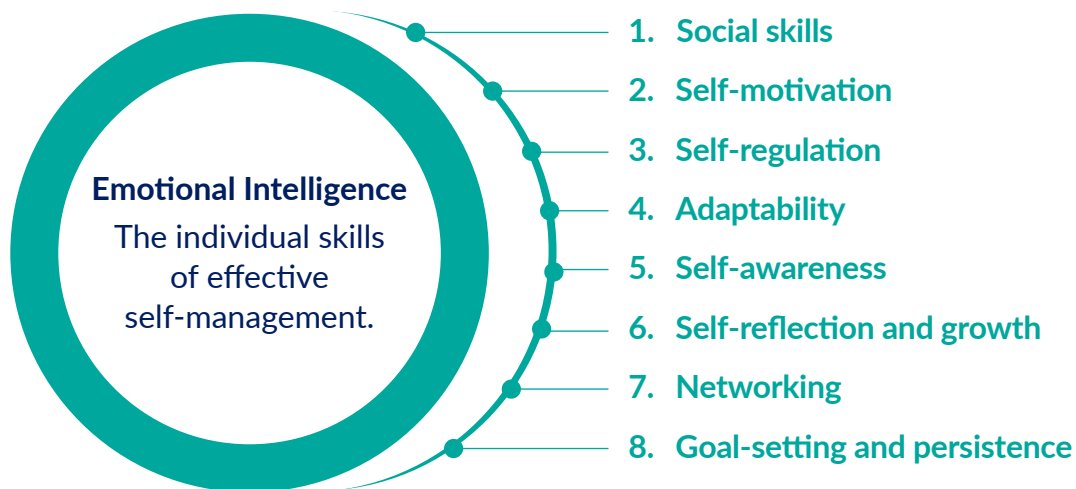 Emotional Intelligence
The individual skills
of effective
self-management.
1. Social skills
2. Self-motivation
3. Self-regulation
4. Adaptability
5. Self-awareness
6. Self-reflection and growth
7. Networking
8. Goal-setting and persistence